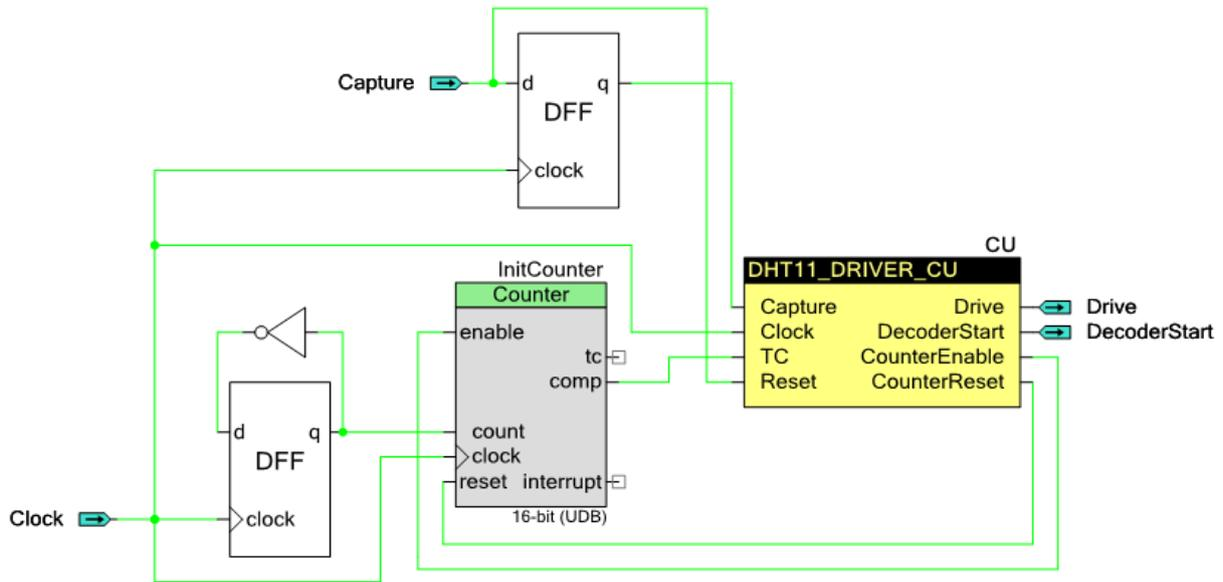 Capture
d q
DFF
clock
CU
DHT11_DRIVER_CU
Capture Drive
Clock DecoderStart
TC CounterEnable
Reset CounterReset
Drive
DecoderStart
InitCounter
Counter
enable
tc
comp
count
clock
reset interrupt
16-bit (UDB)
d q
DFF
clock
Clock